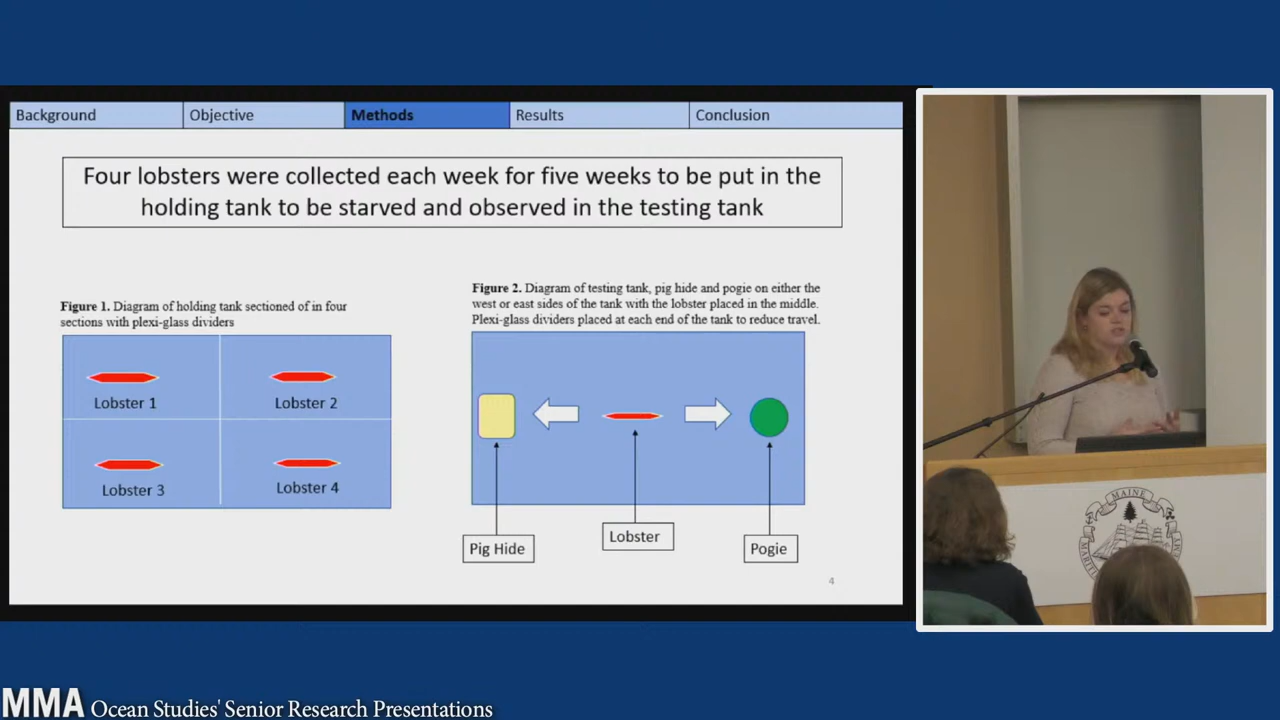 Background Objective Methods Results Conclusion
Four lobsters were collected each week for five weeks to be put in the
holding tank to be starved and observed in the testing tank
Figure 1. Diagram of holding tank sectioned of in four
sections with plexi-glass dividers
Lobster 1
Lobster 2
Lobster 3
Lobster 4
Figure 2. Diagram of testing tank, pig hide and pogie on either the
west or east sides of the tank with the lobster placed in the middle.
Plexi-glass dividers placed at each end of the tank to reduce travel.
Pig Hide
Lobster
Pogie
4
MAINE
MMA Ocean Studies' Senior Research Presentations